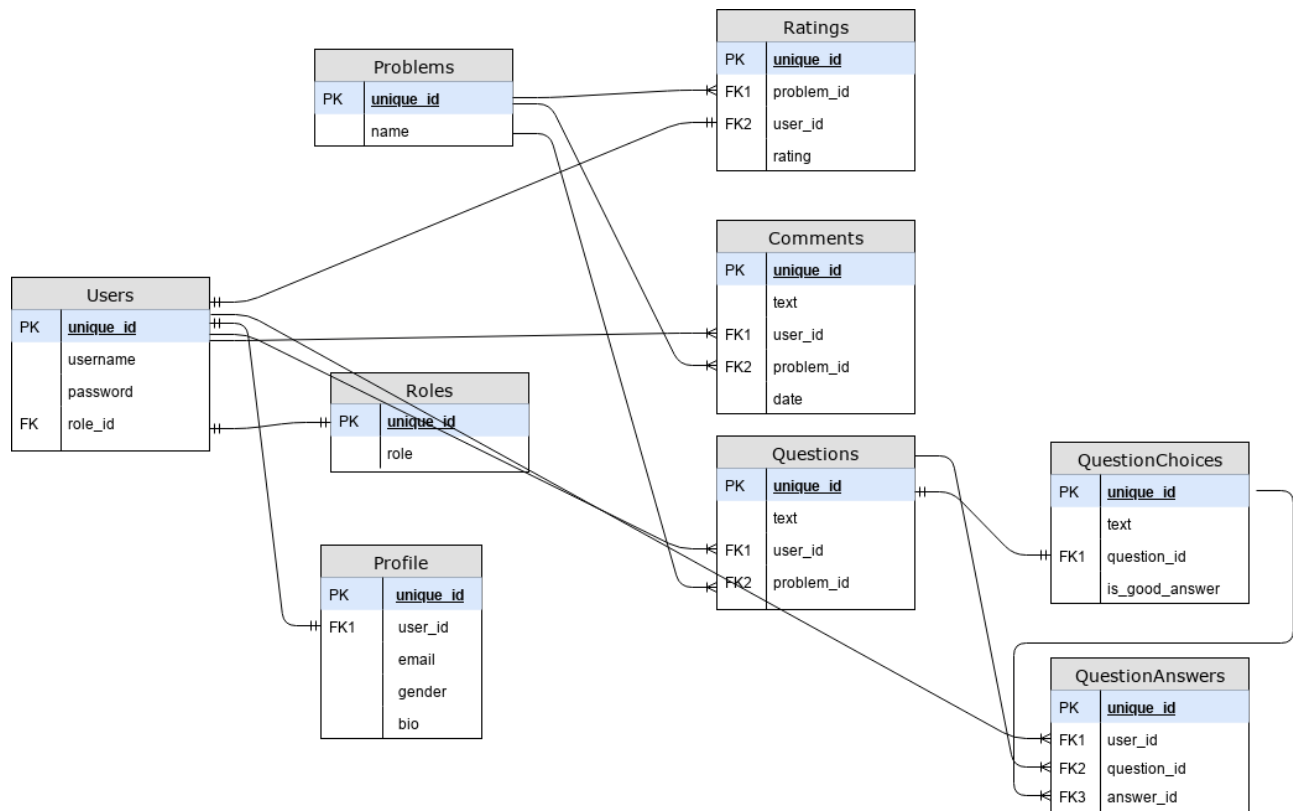 Ratings
PK unique_id
FK1 problem_id
FK2 user_id
rating
Problems
PK unique_id
name
Comments
PK unique_id
text
FK1 user_id
FK2 problem_id
date
Users
PK unique_id
username
password
FK role_id
Roles
PK unique_id
role
Questions
PK unique_id
text
FK1 user_id
FK2 problem_id
QuestionChoices
PK unique_id
text
FK1 question_id
is_good_answer
Profile
PK unique_id
FK1 user_id
email
gender
bio
QuestionAnswers
PK unique_id
FK1 user_id
FK2 question_id
FK3 answer_id